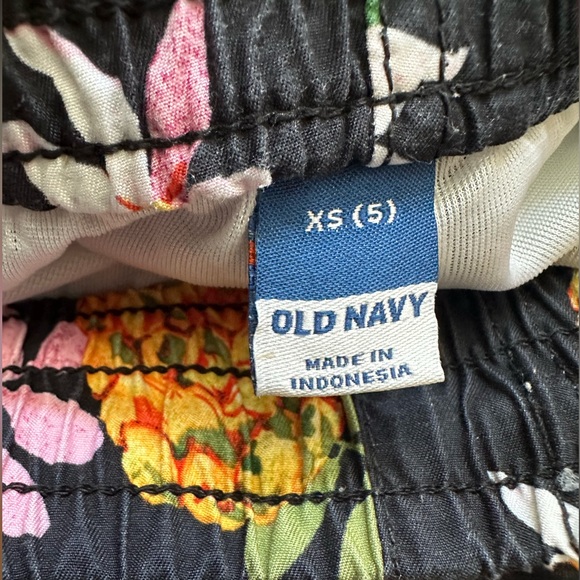 XS (5)
OLD NAVY
MADE IN
INDONESIA